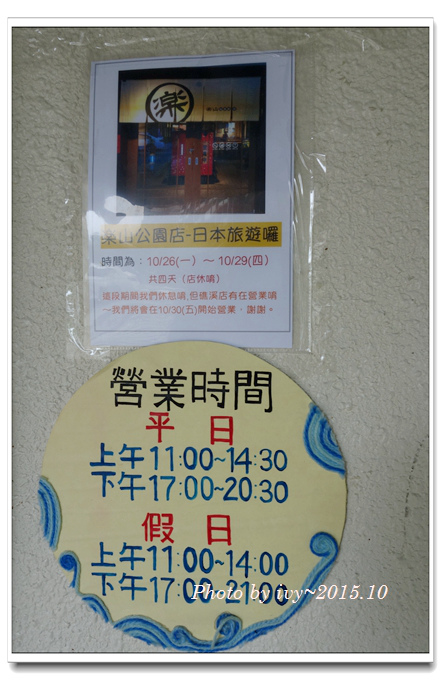 楽
樂山公園店-日本旅遊囉
時間為：10/26(一) ～ 10/29(四)
共四天（店休唷）
這段期間我們休息唷,但僑溪店有在營業唷
～我們將會在10/30(五)開始營業、謝謝。
營業時間
平 日
上午11:00~14:30
下午17:00~20:30
假 日
上午11:00~14:00
下午17:00~21:00
Photo by ivy~2015.10